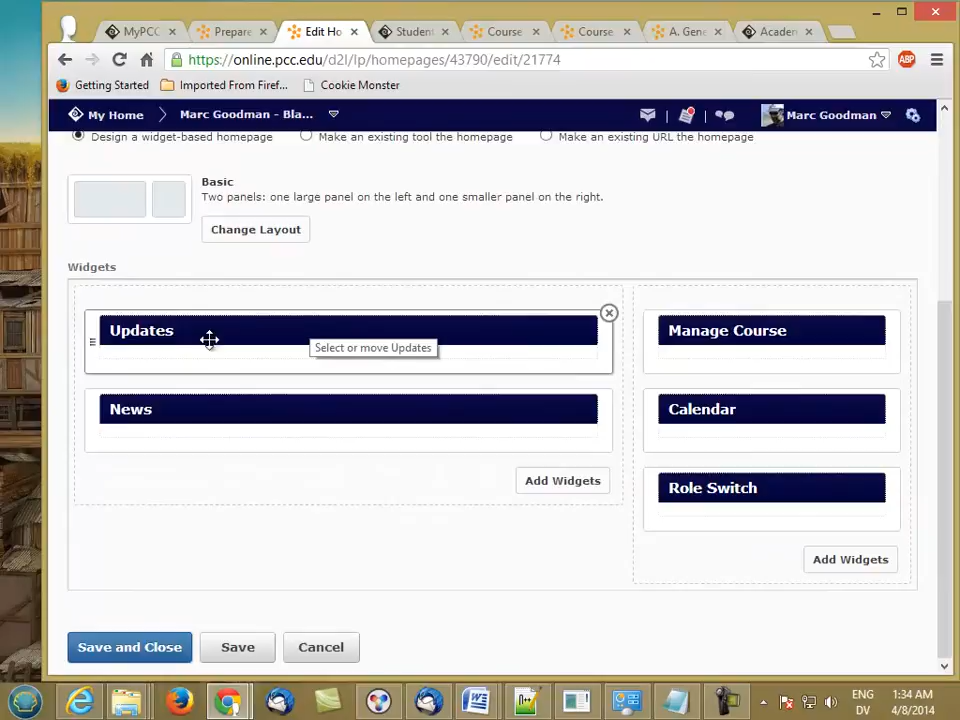 MyPCC
Prepare
Edit Ho
Student
Course
Course
A. Gene
Academ
https://online.pcc.edu/d2l/lp/homepages/43790/edit/21774
ABP
Getting Started
Imported From Firef...
Cookie Monster
My Home
Marc Goodman - Bla...
Marc Goodman
Design a widget-based homepage
Make an existing tool the homepage
Make an existing URL the homepage
Basic
Two panels: one large panel on the left and one smaller panel on the right.
Change Layout
Widgets
Updates
Manage Course
Select or move Updates
News
Calendar
Add Widgets
Role Switch
Add Widgets
Save and Close
Save
Cancel
ENG
DV
1:34 AM
4/8/2014